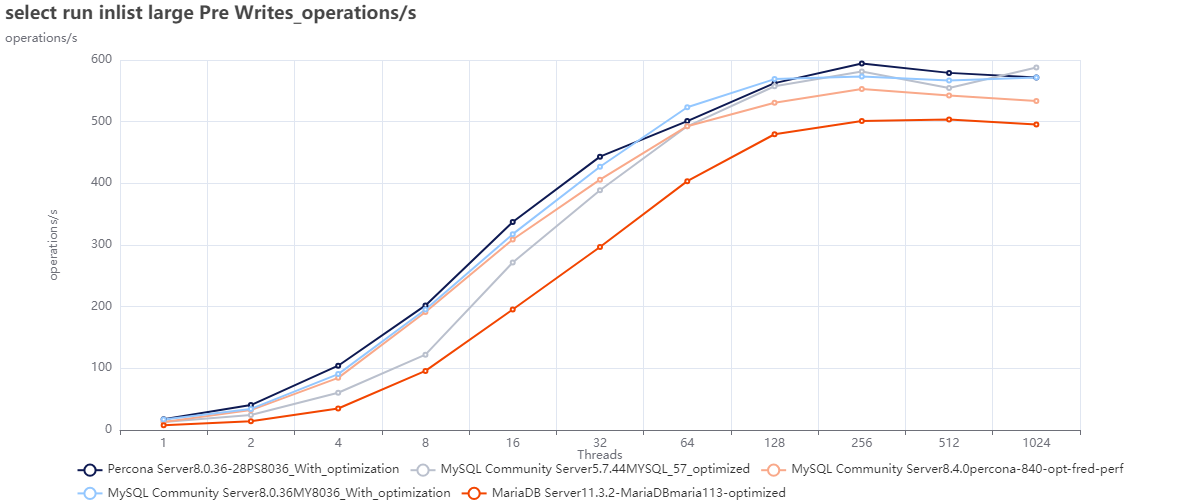 select run inlist large Pre Writes_operations/s
operations/s
600
500
400
300
200
100
0
operations/s
1 2 4 8 16 32 64 128 256 512 1024
Threads
Percona Server8.0.36-28PS8036_With_optimization MySQL Community Server5.7.44MYSQL_57_optimized MySQL Community Server8.4.0percona-840-opt-fred-perf
MySQL Community Server8.0.36MY8036_With_optimization MariaDB Server11.3.2-MariaDBmaria113-optimized